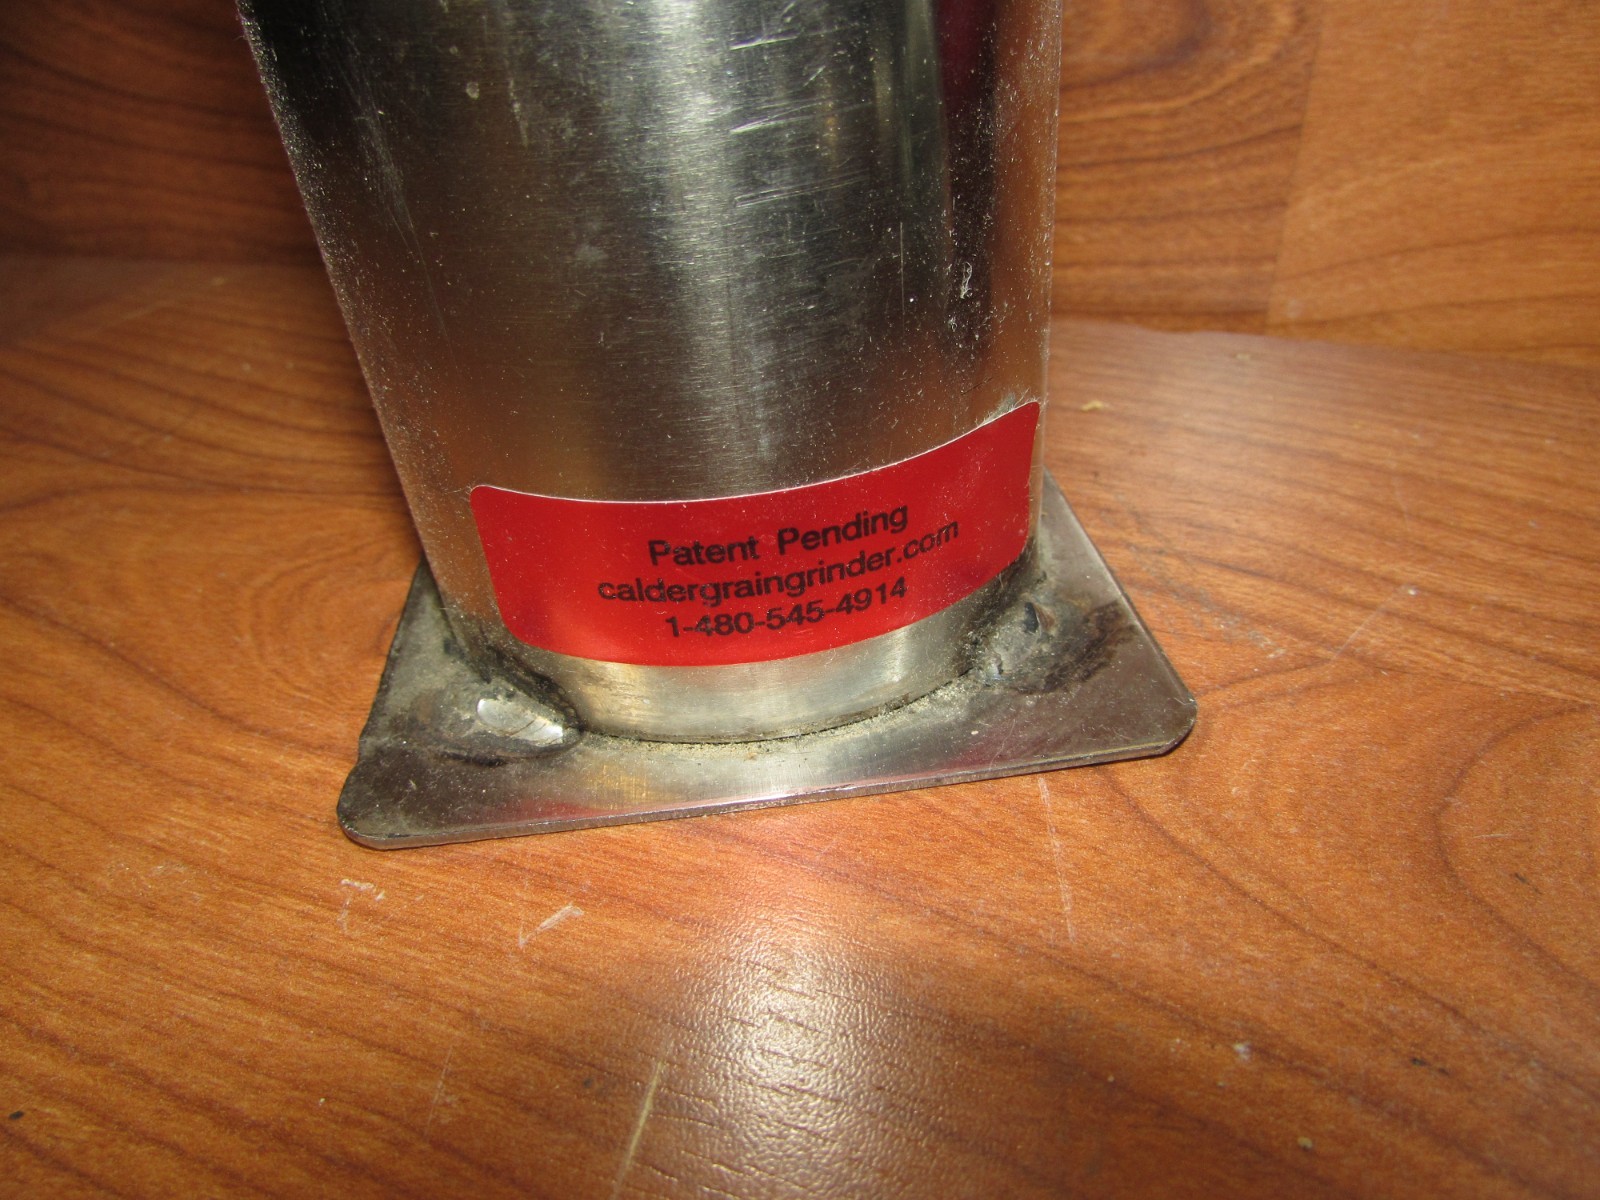 Patent Pending
caldergraingrinder.com
1-480-545-4914